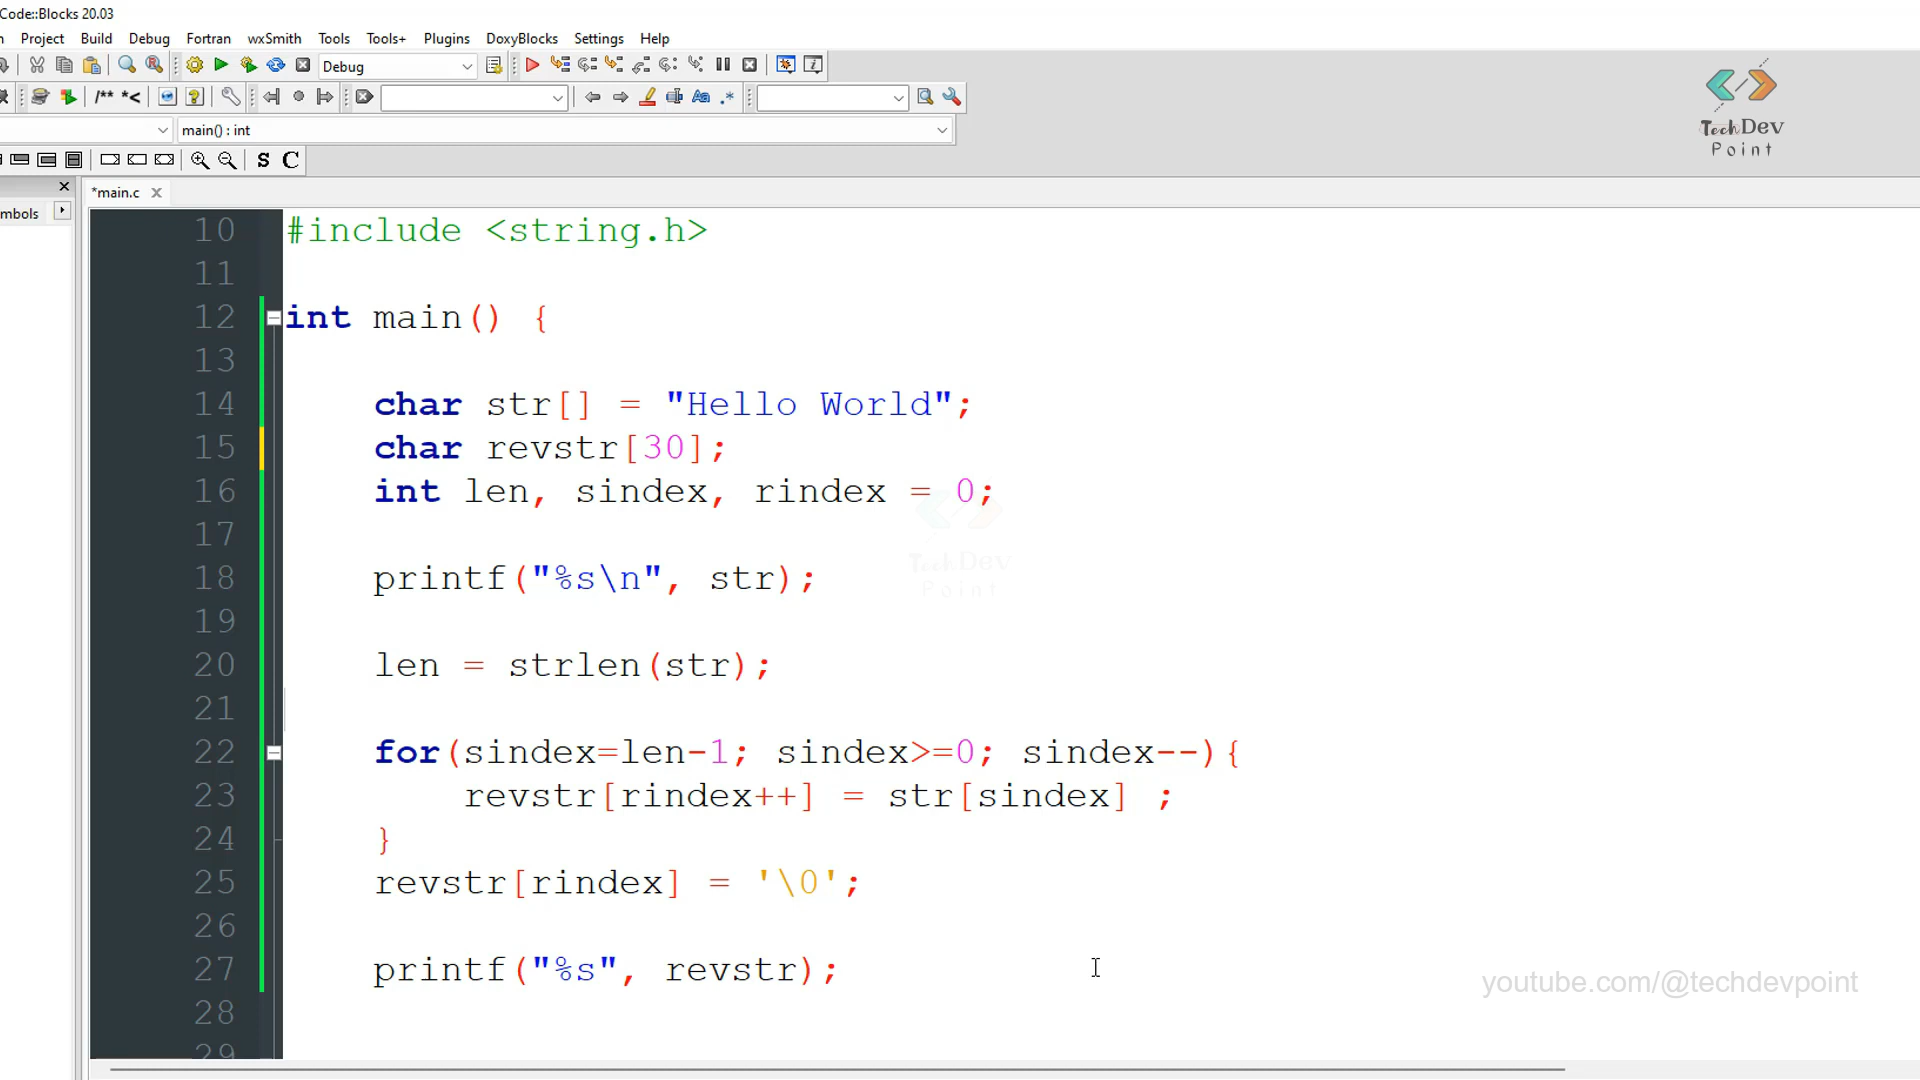 Code::Blocks 20.03
Project Build Debug Fortran wxSmith Tools Tools+ Plugins DoxyBlocks Settings Help
Debug
/** *<
main() : int
S C
TechDev
Point
*main.c
mbols
10 #include <string.h>
11
12 int main() {
13
14 char str[] = "Hello World";
15 char revstr[30];
16 int len, sindex, rindex = 0;
17
18 printf("%s\n", str);
19
20 len = strlen(str);
21
22 for(sindex=len-1; sindex>=0; sindex--){
23 revstr[rindex++] = str[sindex] ;
24 }
25 revstr[rindex] = '\0';
26
27 printf("%s", revstr);
28
29
TechDev
Point
youtube.com/@techdevpoint